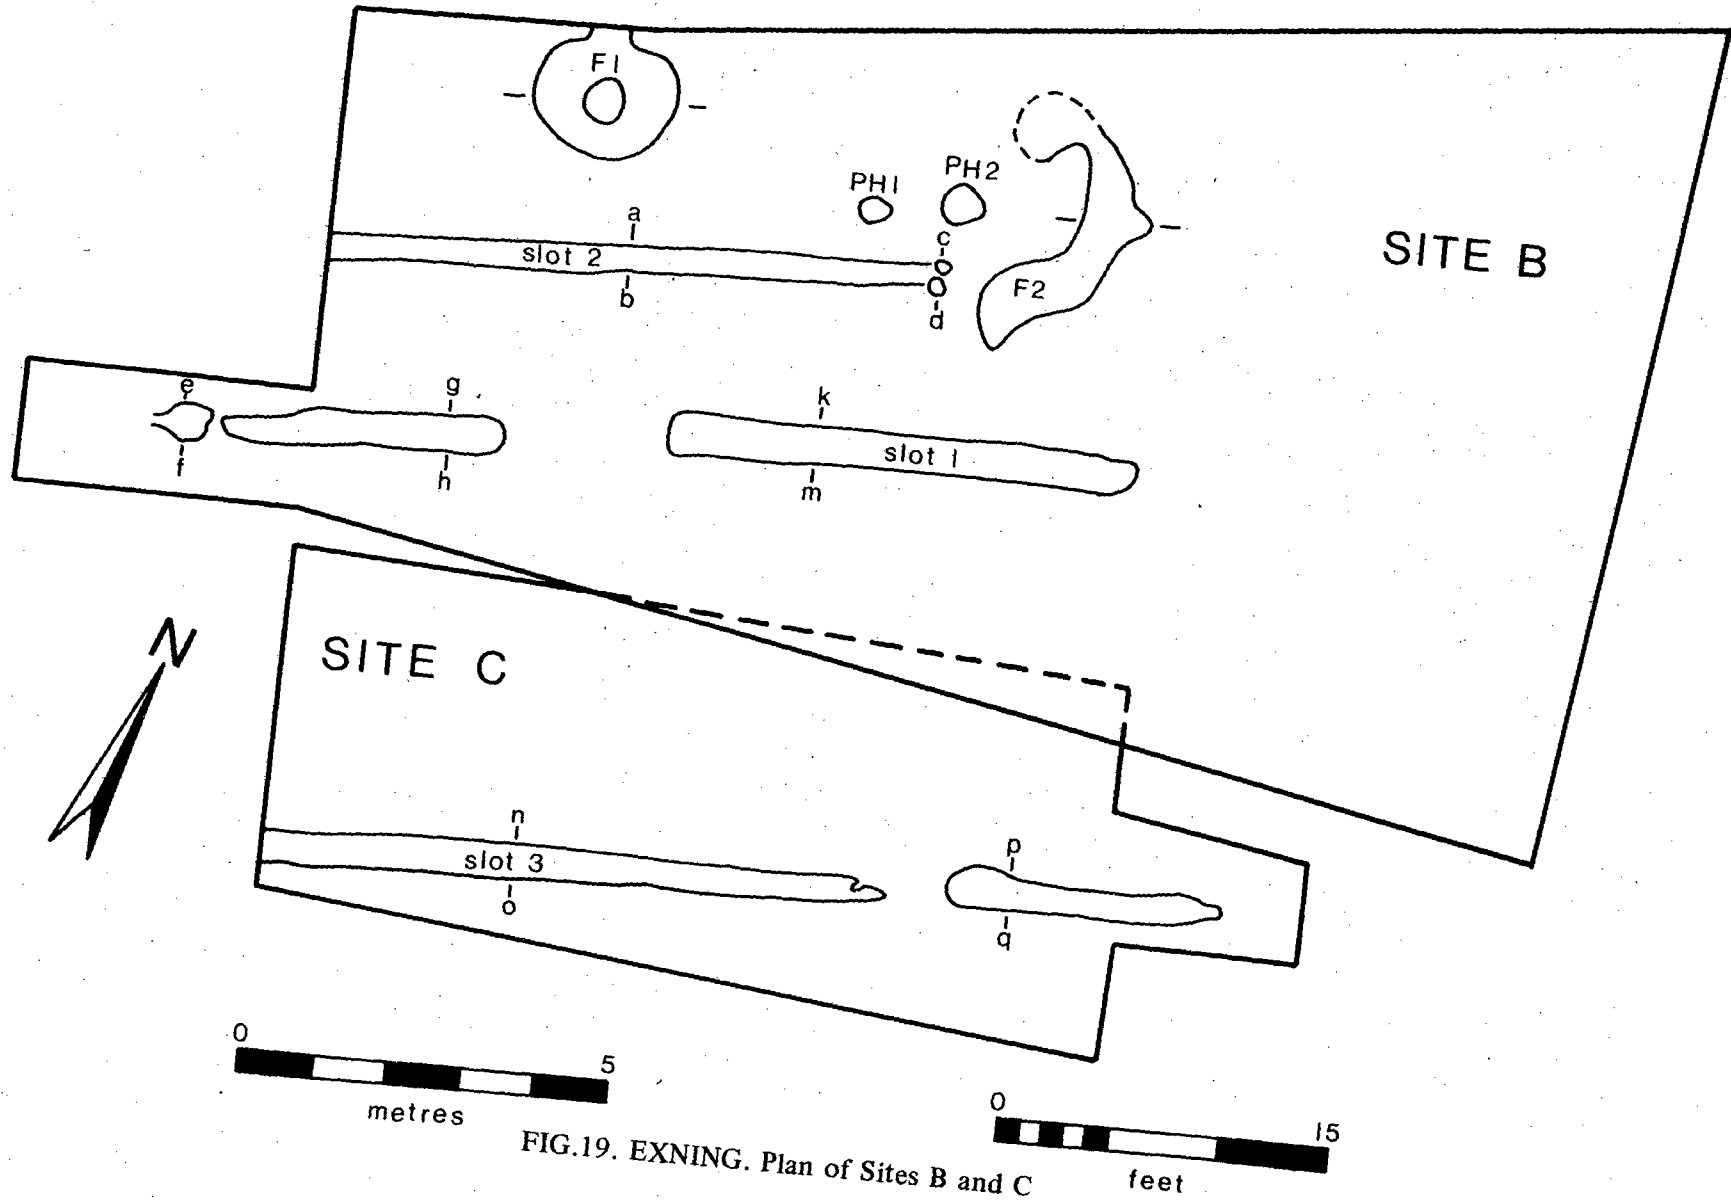 F1
PH1
PH2
a
slot 2
b
c
d
F2
SITE B
e
f
g
h
k
slot 1
m
N
SITE C
n
slot 3
o
p
q
0 5
metres
0 15
feet
FIG.19. EXNING. Plan of Sites B and C